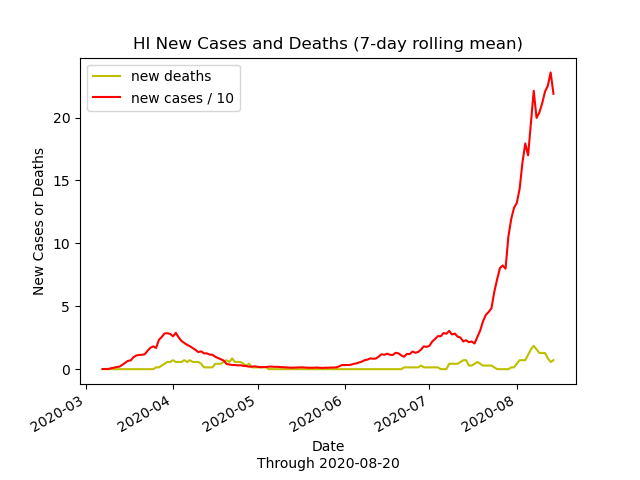 HI New Cases and Deaths (7-day rolling mean)
new deaths
new cases / 10
New Cases or Deaths
20
15
10
5
0
2020-03
2020-04
2020-05
2020-06
2020-07
2020-08
Date
Through 2020-08-20